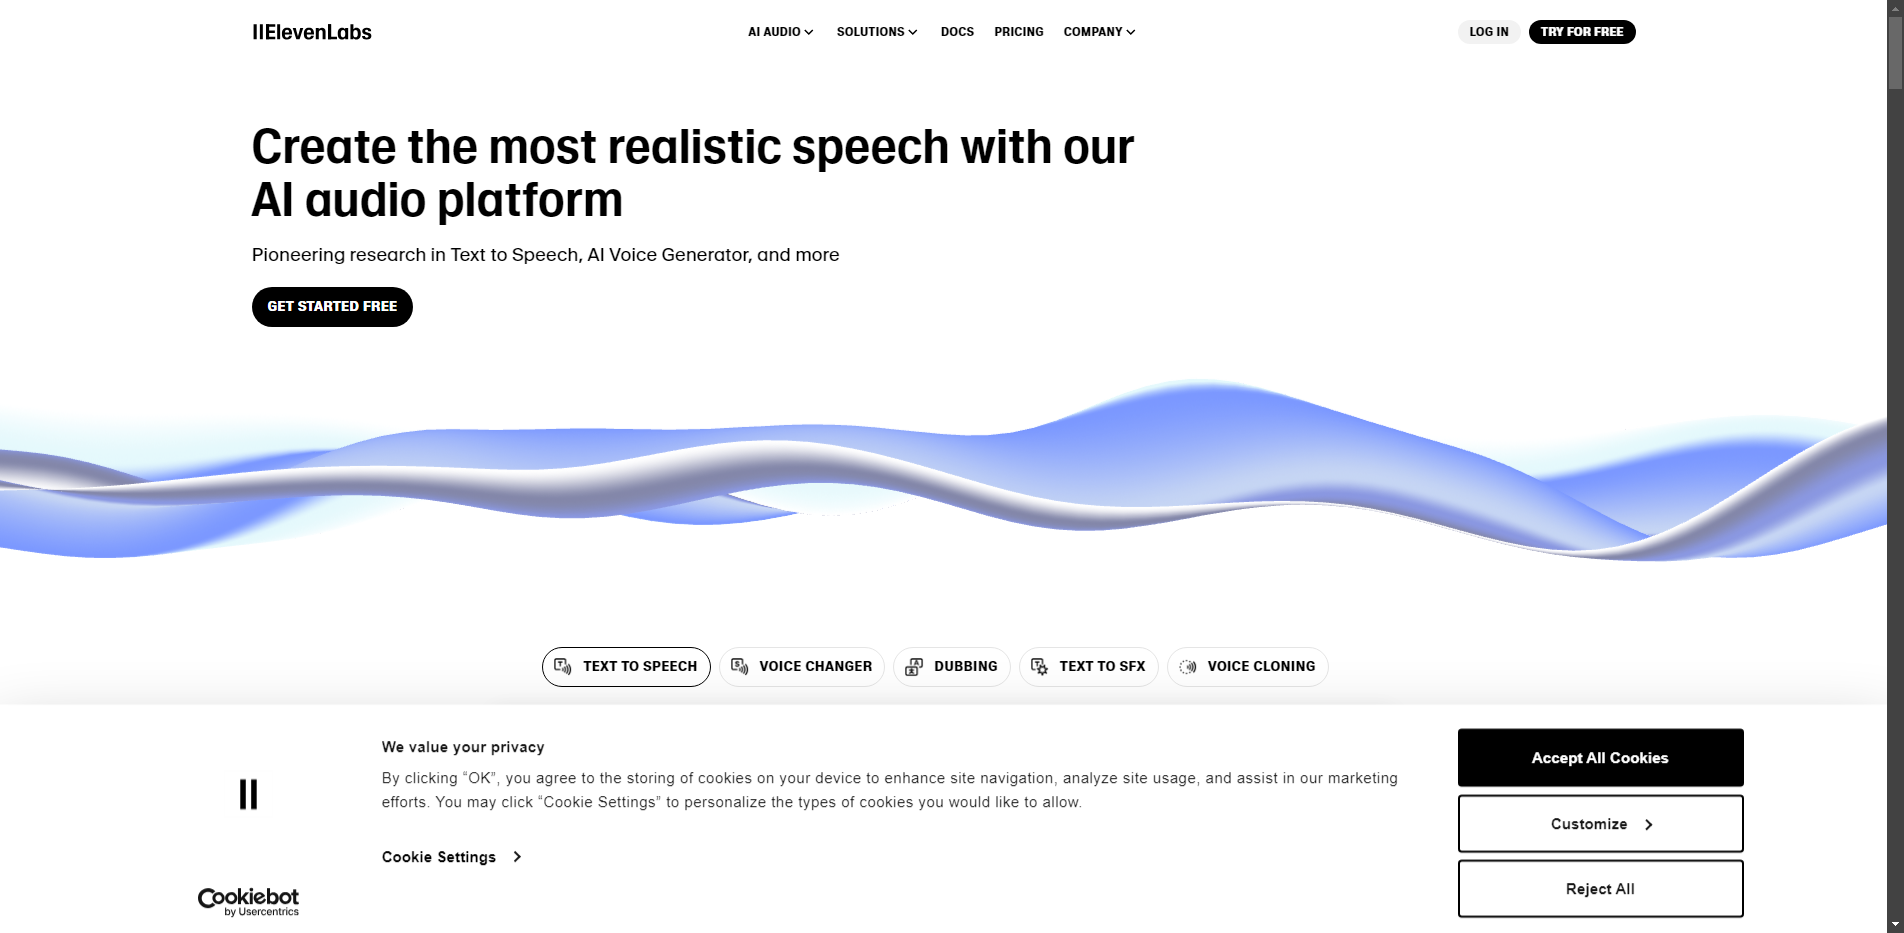 IIElevenLabs
AI AUDIO
SOLUTIONS
DOCS
PRICING
COMPANY
LOG IN
TRY FOR FREE
Create the most realistic speech with our
AI audio platform
Pioneering research in Text to Speech, AI Voice Generator, and more
GET STARTED FREE
TEXT TO SPEECH
VOICE CHANGER
DUBBING
TEXT TO SFX
VOICE CLONING
We value your privacy
By clicking “OK”, you agree to the storing of cookies on your device to enhance site navigation, analyze site usage, and assist in our marketing
efforts. You may click “Cookie Settings” to personalize the types of cookies you would like to allow.
Cookie Settings
Cookiebot
by Usercentrics
Accept All Cookies
Customize
Reject All